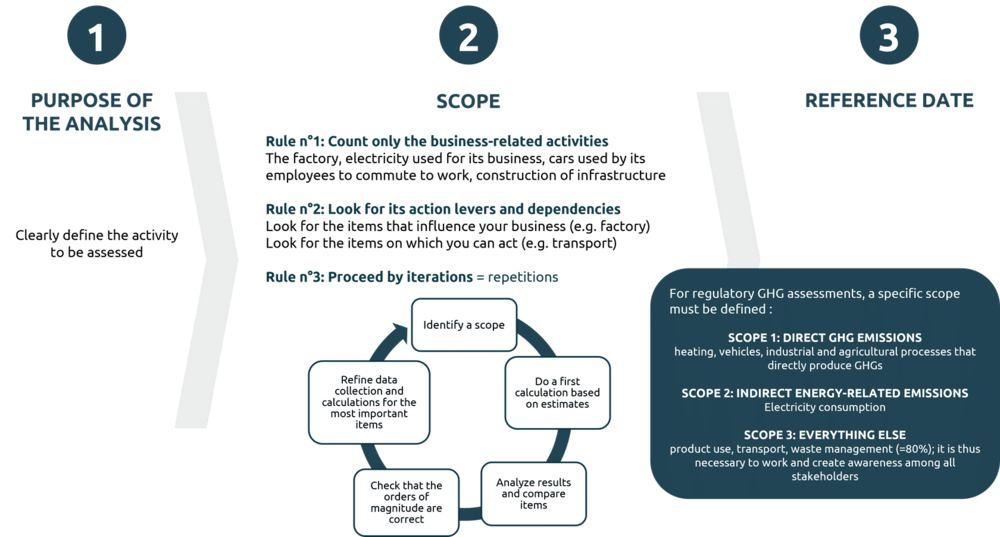 1
PURPOSE OF
THE ANALYSIS
Clearly define the activity
to be assessed
2
SCOPE
Rule n°1: Count only the business-related activities
The factory, electricity used for its business, cars used by its
employees to commute to work, construction of infrastructure
Rule n°2: Look for its action levers and dependencies
Look for the items that influence your business (e.g. factory)
Look for the items on which you can act (e.g. transport)
Rule n°3: Proceed by iterations = repetitions
Identify a scope
Do a first
calculation based
on estimates
Analyze results
and compare
items
Check that the
orders of
magnitude are
correct
Refine data
collection and
calculations for the
most important
items
3
REFERENCE DATE
For regulatory GHG assessments, a specific scope
must be defined :
SCOPE 1: DIRECT GHG EMISSIONS
heating, vehicles, industrial and agricultural processes that
directly produce GHGs
SCOPE 2: INDIRECT ENERGY-RELATED EMISSIONS
Electricity consumption
SCOPE 3: EVERYTHING ELSE
product use, transport, waste management (=80%); it is thus
necessary to work and create awareness among all
stakeholders